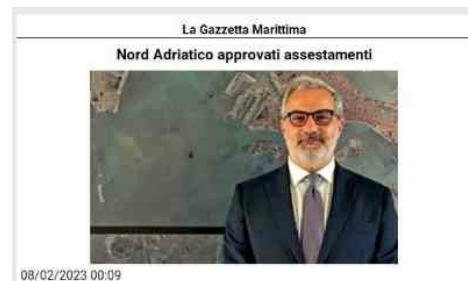 La Gazzetta Marittima
Nord Adriatico approvati assestamenti
08/02/2023 00:09